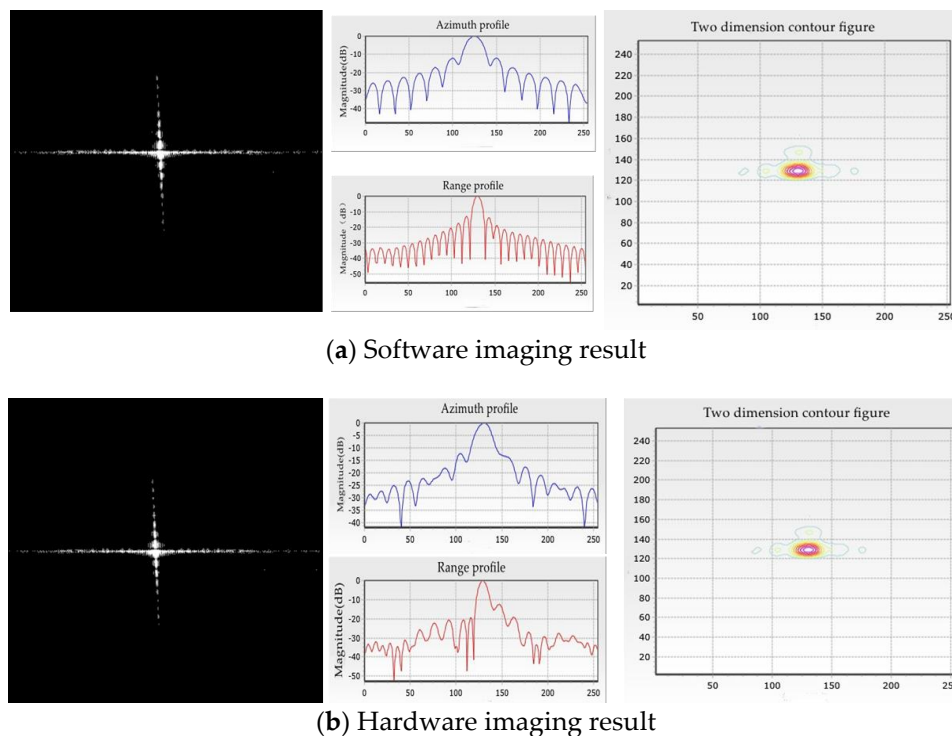 Azimuth profile
Magnitude(dB)
0
-10
-20
-30
-40
0 50 100 150 200 250
Range profile
Magnitude（dB）
0
-10
-20
-30
-40
-50
0 50 100 150 200 250
Two dimension contour figure
240
220
200
180
160
140
120
100
80
60
40
20
50 100 150 200 250
(a) Software imaging result
Azimuth profile
Magnitude(dB)
0
-5
-10
-15
-20
-25
-30
-35
-40
0 50 100 150 200 250
Range profile
Magnitude(dB)
0
-10
-20
-30
-40
-50
0 50 100 150 200 250
Two dimension contour figure
240
220
200
180
160
140
120
100
80
60
40
20
50 100 150 200 250
(b) Hardware imaging result